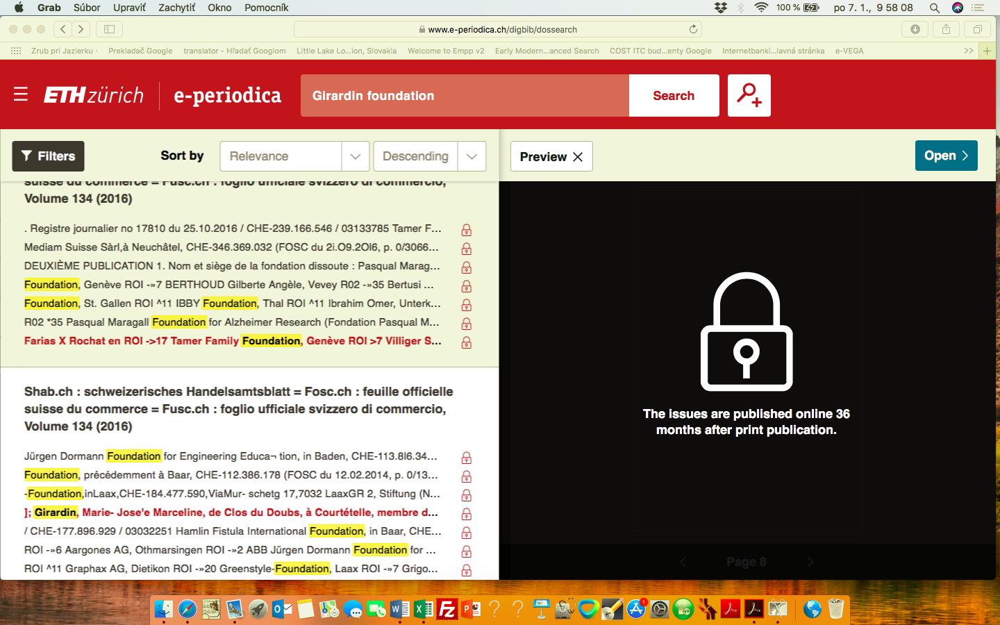 Grab Súbor Upraviť Zachytiť Okno Pomocník 100 % po 7. 1., 9 58 08
www.e-periodica.ch/digbib/dossearch
Zrub pri Jazierku · Prekladač Google translator - Hľadať Googlom Little Lake Lo...ion, Slovakia Welcome to Empp v2 Early Modern...anced Search COST ITC bud...enty Google Internetbanki...lavná stránka e-VEGA >> +
ETH zürich e-periodica Girardin foundation Search
Filters Sort by Relevance Descending Preview Open
suisse du commerce = Fusc.ch : foglio ufficiale svizzero di commercio,
Volume 134 (2016)
. Registre journalier no 17810 du 25.10.2016 / CHE-239.166.546 / 03133785 Tamer F...
Mediam Suisse Sàrl,à Neuchâtel, CHE-346.369.032 (FOSC du 2i.O9.2Ol6, p. 0/3066...
DEUXIÈME PUBLICATION 1. Nom et siège de la fondation dissoute : Pasqual Marag...
Foundation, Genève ROI -»7 BERTHOUD Gilberte Angèle, Vevey R02 -»35 Bertusi ...
Foundation, St. Gallen ROI ^11 IBBY Foundation, Thal ROI ^11 Ibrahim Omer, Unterk...
R02 *35 Pasqual Maragall Foundation for Alzheimer Research (Fondation Pasqual M...
Farias X Rochat en ROI ->17 Tamer Family Foundation, Genève ROI >7 Villiger S...
Shab.ch : schweizerisches Handelsamtsblatt = Fosc.ch : feuille officielle
suisse du commerce = Fusc.ch : foglio ufficiale svizzero di commercio,
Volume 134 (2016)
Jürgen Dormann Foundation for Engineering Educa¬ tion, in Baden, CHE-113.8l6.34...
Foundation, précédemment à Baar, CHE-112.386.178 (FOSC du 12.02.2014, p. 0/13...
-Foundation,inLaax,CHE-184.477.590,ViaMur- schetg 17,7032 LaaxGR 2, Stiftung (N...
]; Girardin, Marie- Jose'e Marceline, de Clos du Doubs, à Courtételle, membre d...
/ CHE-177.896.929 / 03032251 Hamlin Fistula International Foundation, in Baar, CHE...
ROI -»6 Aargones AG, Othmarsingen ROI -»2 ABB Jürgen Dormann Foundation for ...
ROI ^11 Graphax AG, Dietikon ROI -»20 Greenstyle-Foundation, Laax ROI -»7 Grigo...
The issues are published online 36
months after print publication.
Page 8